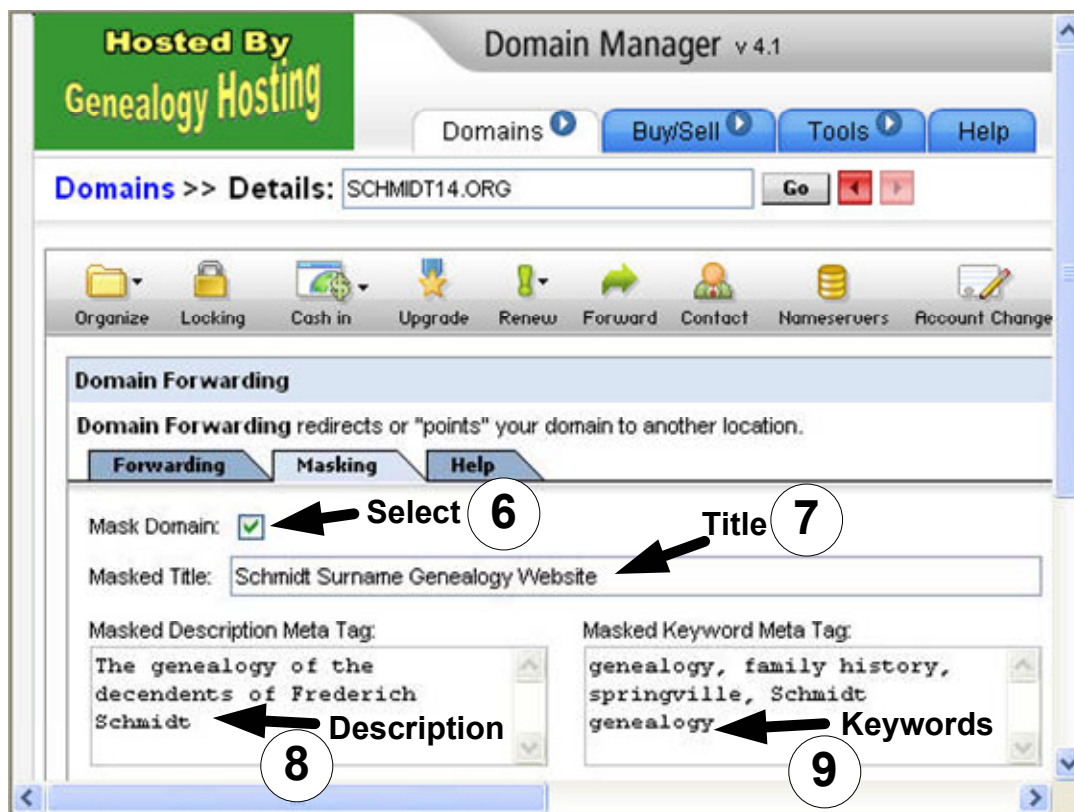 Hosted By
Genealogy Hosting
Domain Manager v 4.1
Domains Buy/Sell Tools Help
Domains >> Details: SCHMIDT14.ORG Go
Organize Locking Cash in Upgrade Renew Forward Contact Nameservers Account Change
Domain Forwarding
Domain Forwarding redirects or "points" your domain to another location.
Forwarding Masking Help
Mask Domain: Select 6
Title 7
Masked Title: Schmidt Surname Genealogy Website
Masked Description Meta Tag:
The genealogy of the
decendents of Frederich
Schmidt
Description
8
Masked Keyword Meta Tag:
genealogy, family history,
springville, Schmidt
genealogy
Keywords
9